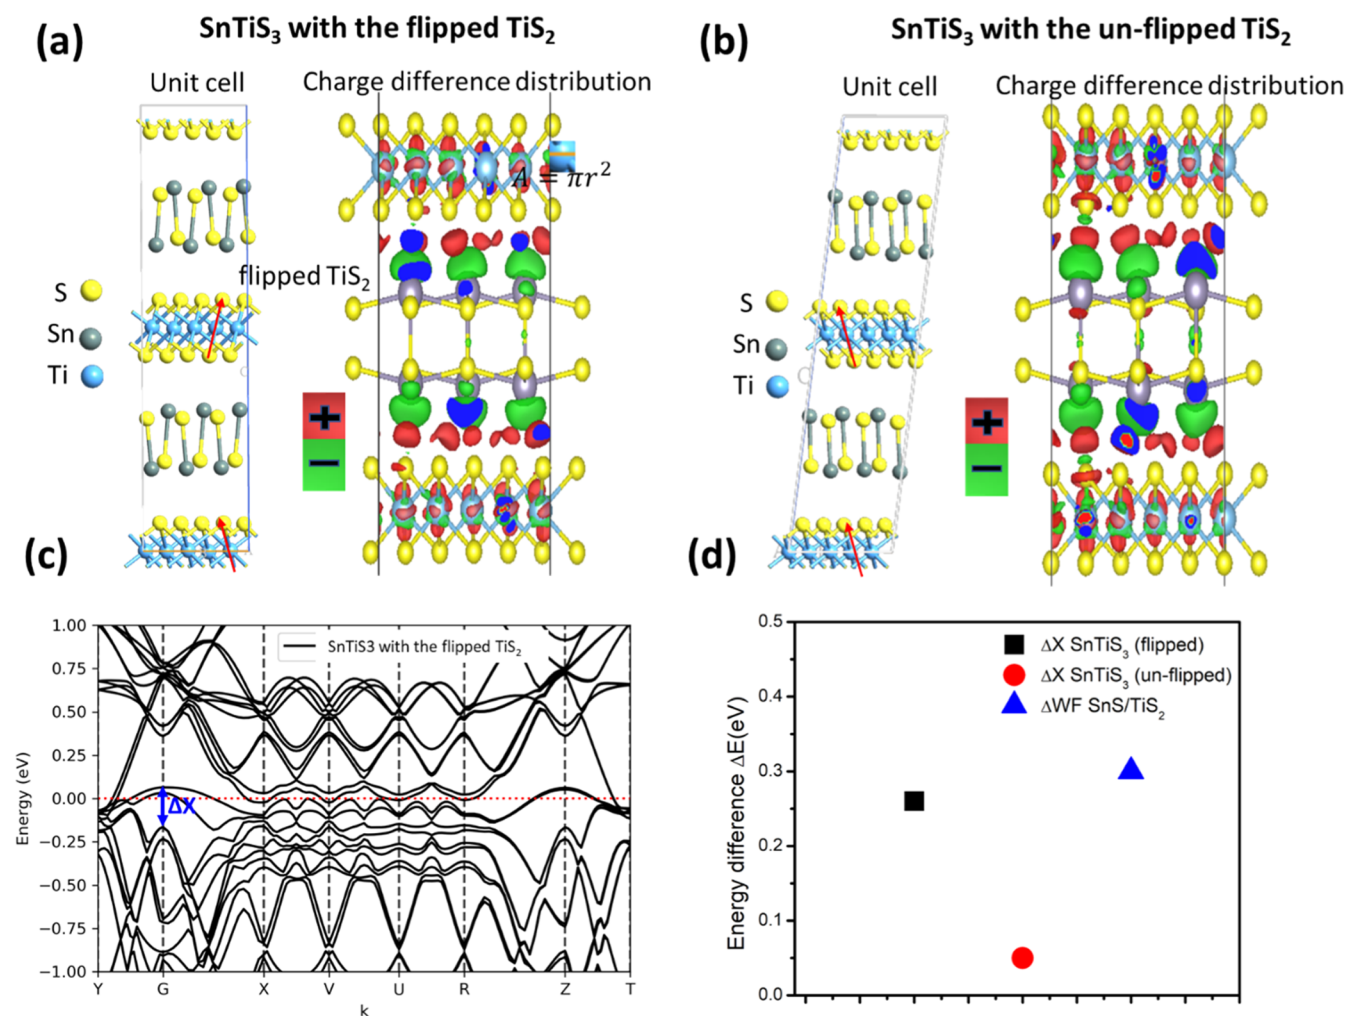 (a) SnTiS3 with the flipped TiS2
Unit cell
Charge difference distribution
A = πr²
flipped TiS2
S
Sn
Ti
+
−
(b) SnTiS3 with the un-flipped TiS2
Unit cell
Charge difference distribution
S
Sn
Ti
+
−
(c)
SnTiS3 with the flipped TiS2
Energy (eV)
1.00
0.75
0.50
0.25
0.00
−0.25
−0.50
−0.75
−1.00
ΔX
Y G X V U R Z T
k
(d)
ΔX SnTiS3 (flipped)
ΔX SnTiS3 (un-flipped)
ΔWF SnS/TiS2
Energy difference ΔE(eV)
0.5
0.4
0.3
0.2
0.1
0.0